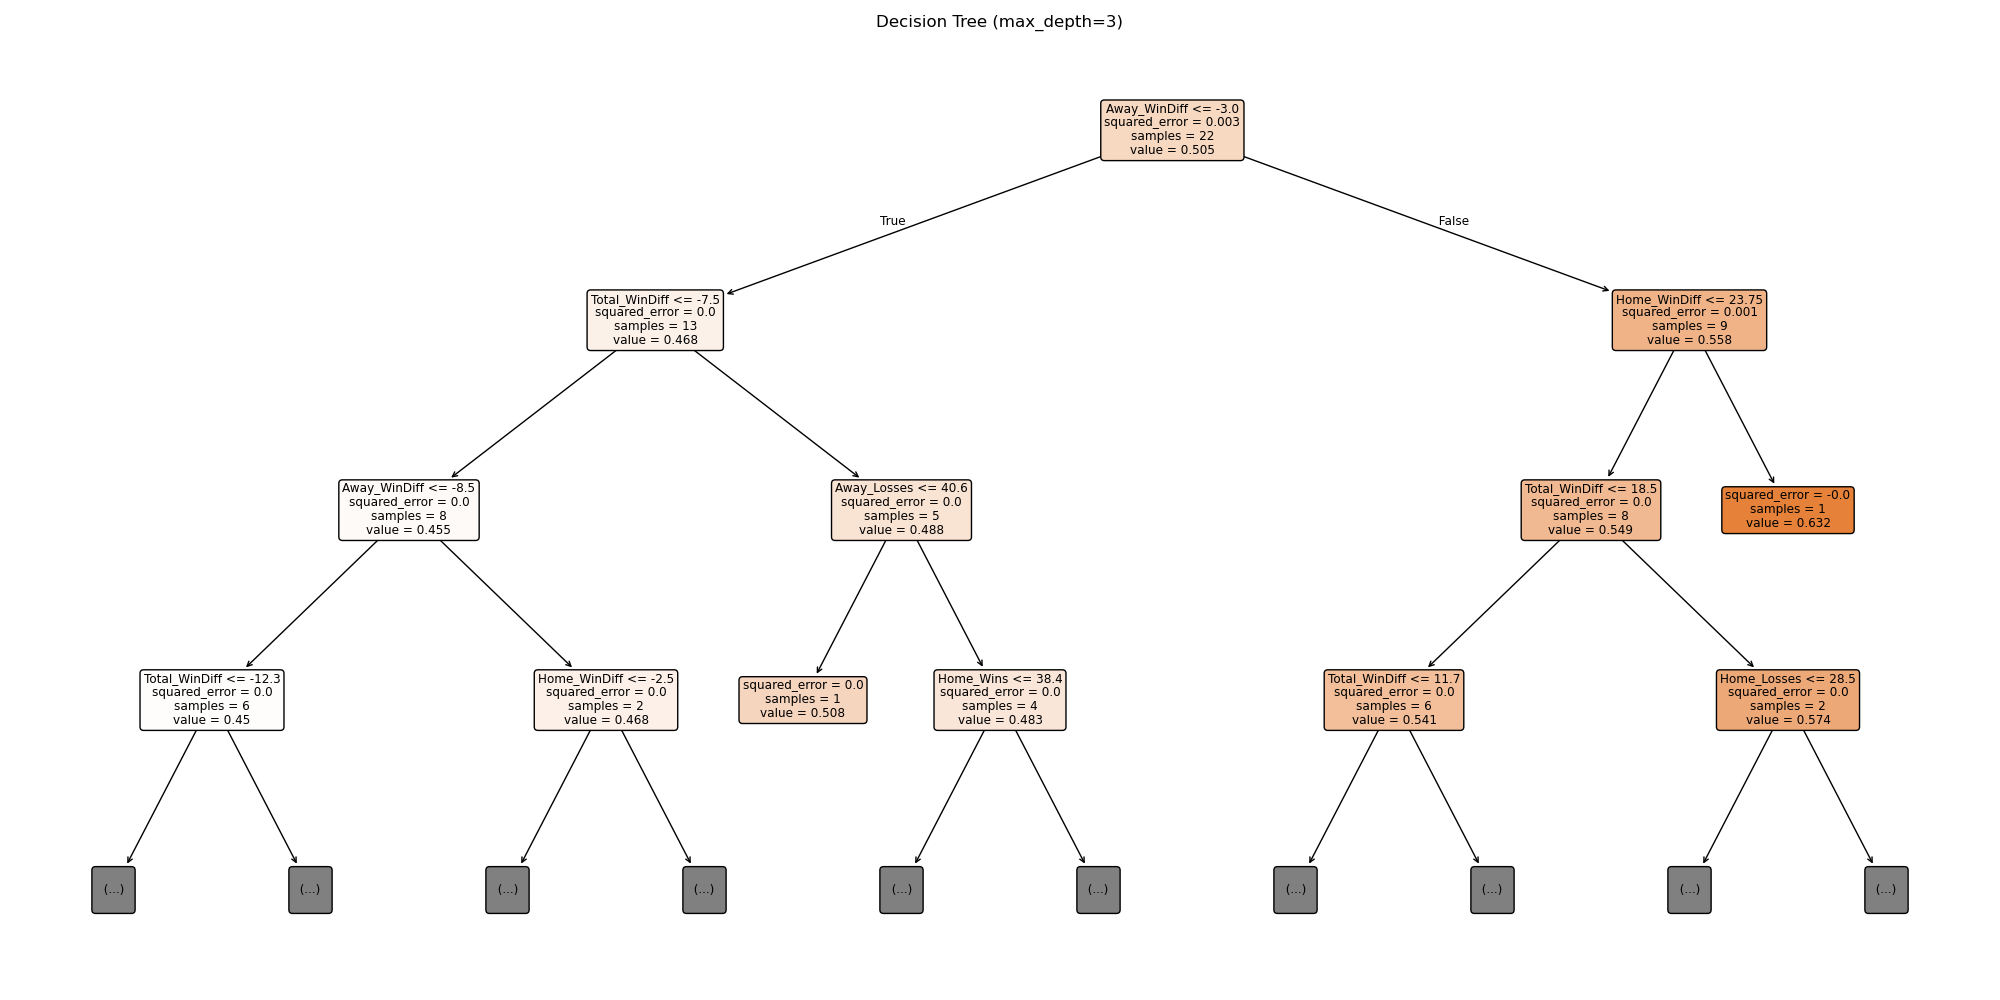 Decision Tree (max_depth=3)
Away_WinDiff <= -3.0
squared_error = 0.003
samples = 22
value = 0.505
True
False
Total_WinDiff <= -7.5
squared_error = 0.0
samples = 13
value = 0.468
Home_WinDiff <= 23.75
squared_error = 0.001
samples = 9
value = 0.558
Away_WinDiff <= -8.5
squared_error = 0.0
samples = 8
value = 0.455
Away_Losses <= 40.6
squared_error = 0.0
samples = 5
value = 0.488
Total_WinDiff <= 18.5
squared_error = 0.0
samples = 8
value = 0.549
squared_error = -0.0
samples = 1
value = 0.632
Total_WinDiff <= -12.3
squared_error = 0.0
samples = 6
value = 0.45
Home_WinDiff <= -2.5
squared_error = 0.0
samples = 2
value = 0.468
squared_error = 0.0
samples = 1
value = 0.508
Home_Wins <= 38.4
squared_error = 0.0
samples = 4
value = 0.483
Total_WinDiff <= 11.7
squared_error = 0.0
samples = 6
value = 0.541
Home_Losses <= 28.5
squared_error = 0.0
samples = 2
value = 0.574
(...)
(...)
(...)
(...)
(...)
(...)
(...)
(...)
(...)
(...)